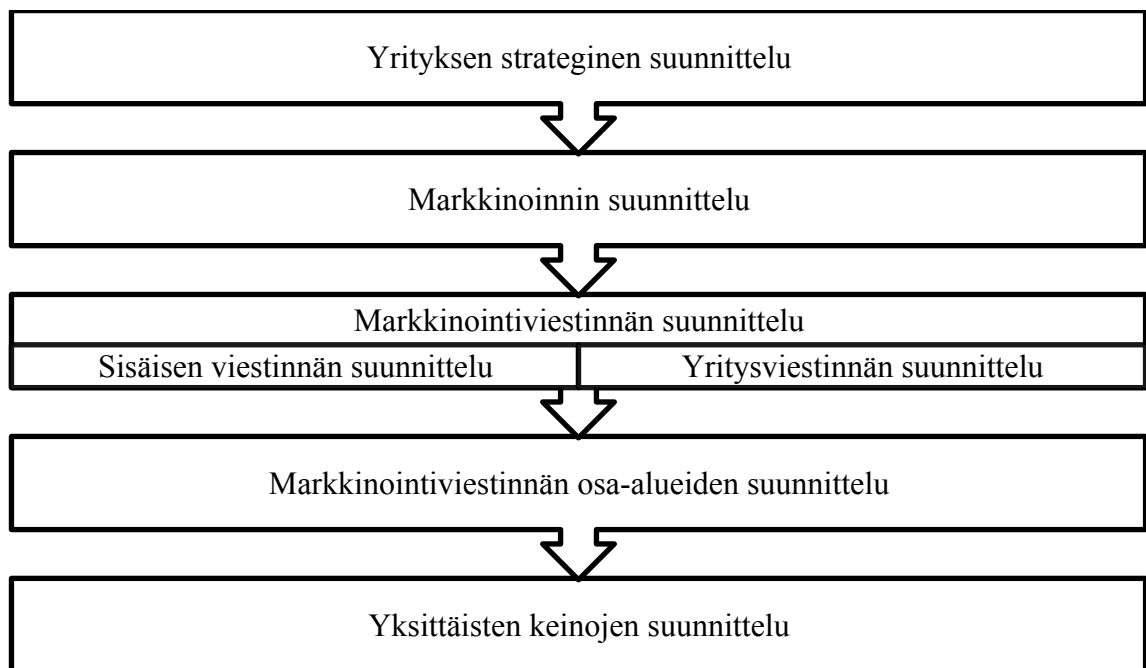 Yrityksen strateginen suunnittelu
Markkinoinnin suunnittelu
Markkinointiviestinnän suunnittelu
Sisäisen viestinnän suunnittelu
Yritysviestinnän suunnittelu
Markkinointiviestinnän osa-alueiden suunnittelu
Yksittäisten keinojen suunnittelu